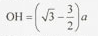 OH = (√3 − 3/2) a